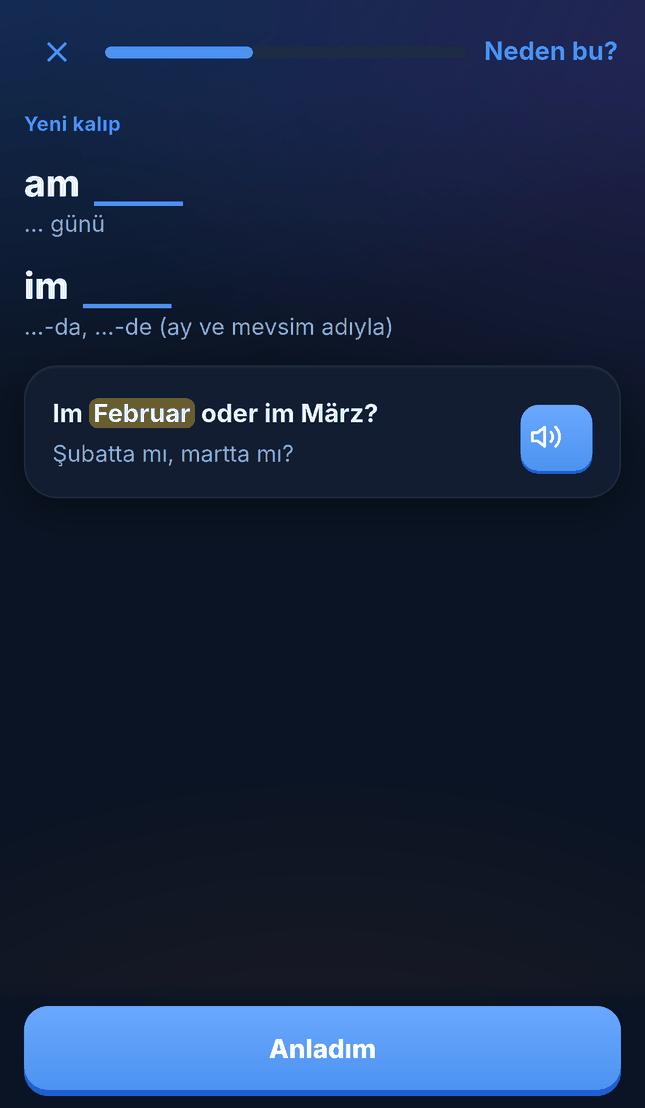 Neden bu?
Yeni kalıp
am ____
... günü
im ____
...-da, ...-de (ay ve mevsim adıyla)
Im Februar oder im März?
Şubatta mı, martta mı?
Anladım